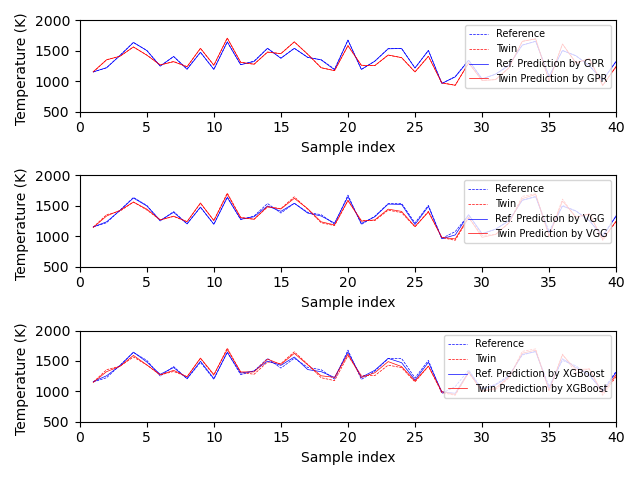 Temperature (K)
2000
1500
1000
500
0 5 10 15 20 25 30 35 40
Sample index
Reference
Twin
Ref. Prediction by GPR
Twin Prediction by GPR
Temperature (K)
2000
1500
1000
500
0 5 10 15 20 25 30 35 40
Sample index
Reference
Twin
Ref. Prediction by VGG
Twin Prediction by VGG
Temperature (K)
2000
1500
1000
500
0 5 10 15 20 25 30 35 40
Sample index
Reference
Twin
Ref. Prediction by XGBoost
Twin Prediction by XGBoost